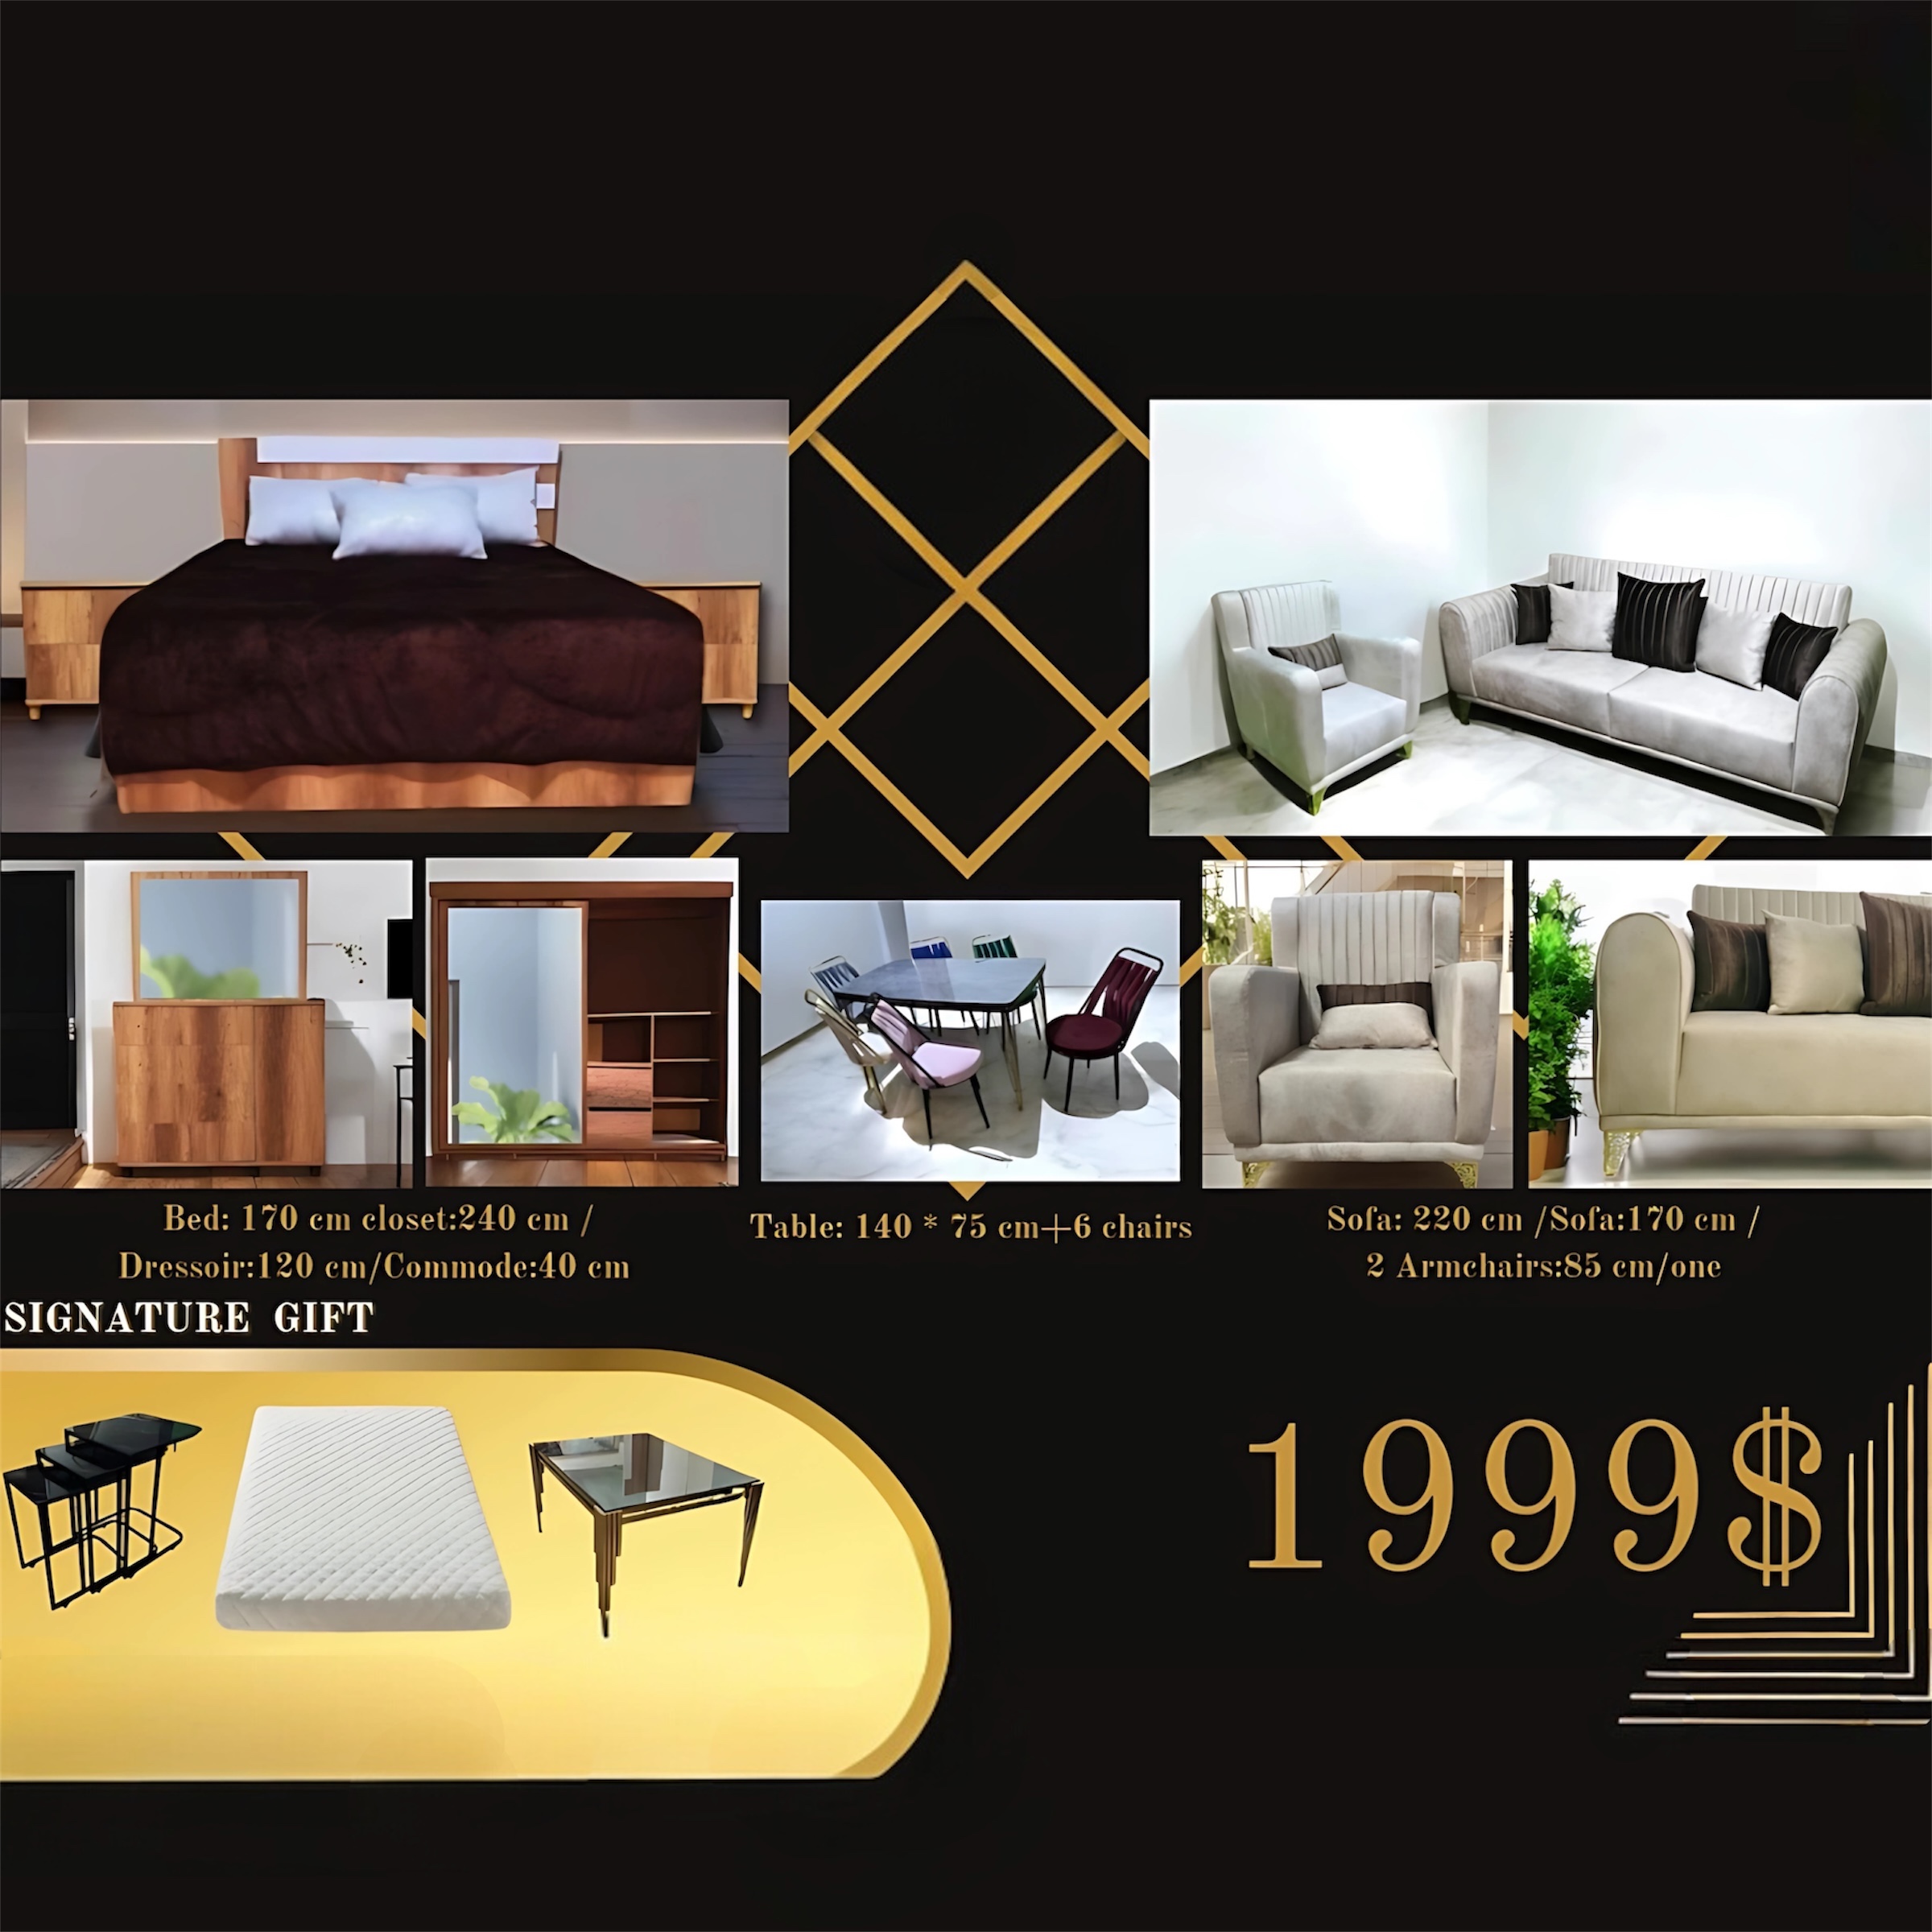 Bed: 170 cm closet:240 cm /
Dressoir:120 cm/Commode:40 cm
Table: 140 * 75 cm+6 chairs
Sofa: 220 cm /Sofa:170 cm /
2 Armchairs:85 cm/one
SIGNATURE GIFT
1999$